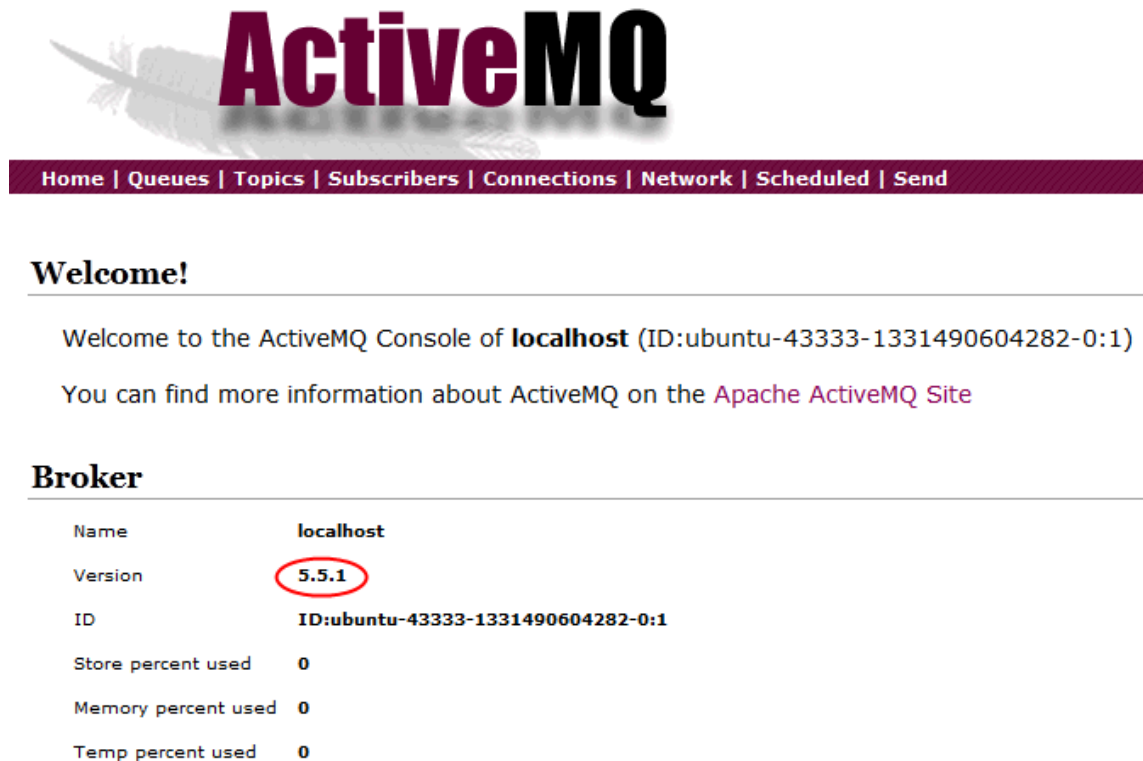 ActiveMQ
Home | Queues | Topics | Subscribers | Connections | Network | Scheduled | Send
Welcome!
Welcome to the ActiveMQ Console of localhost (ID:ubuntu-43333-1331490604282-0:1)
You can find more information about ActiveMQ on the Apache ActiveMQ Site
Broker
Name localhost
Version 5.5.1
ID ID:ubuntu-43333-1331490604282-0:1
Store percent used 0
Memory percent used 0
Temp percent used 0